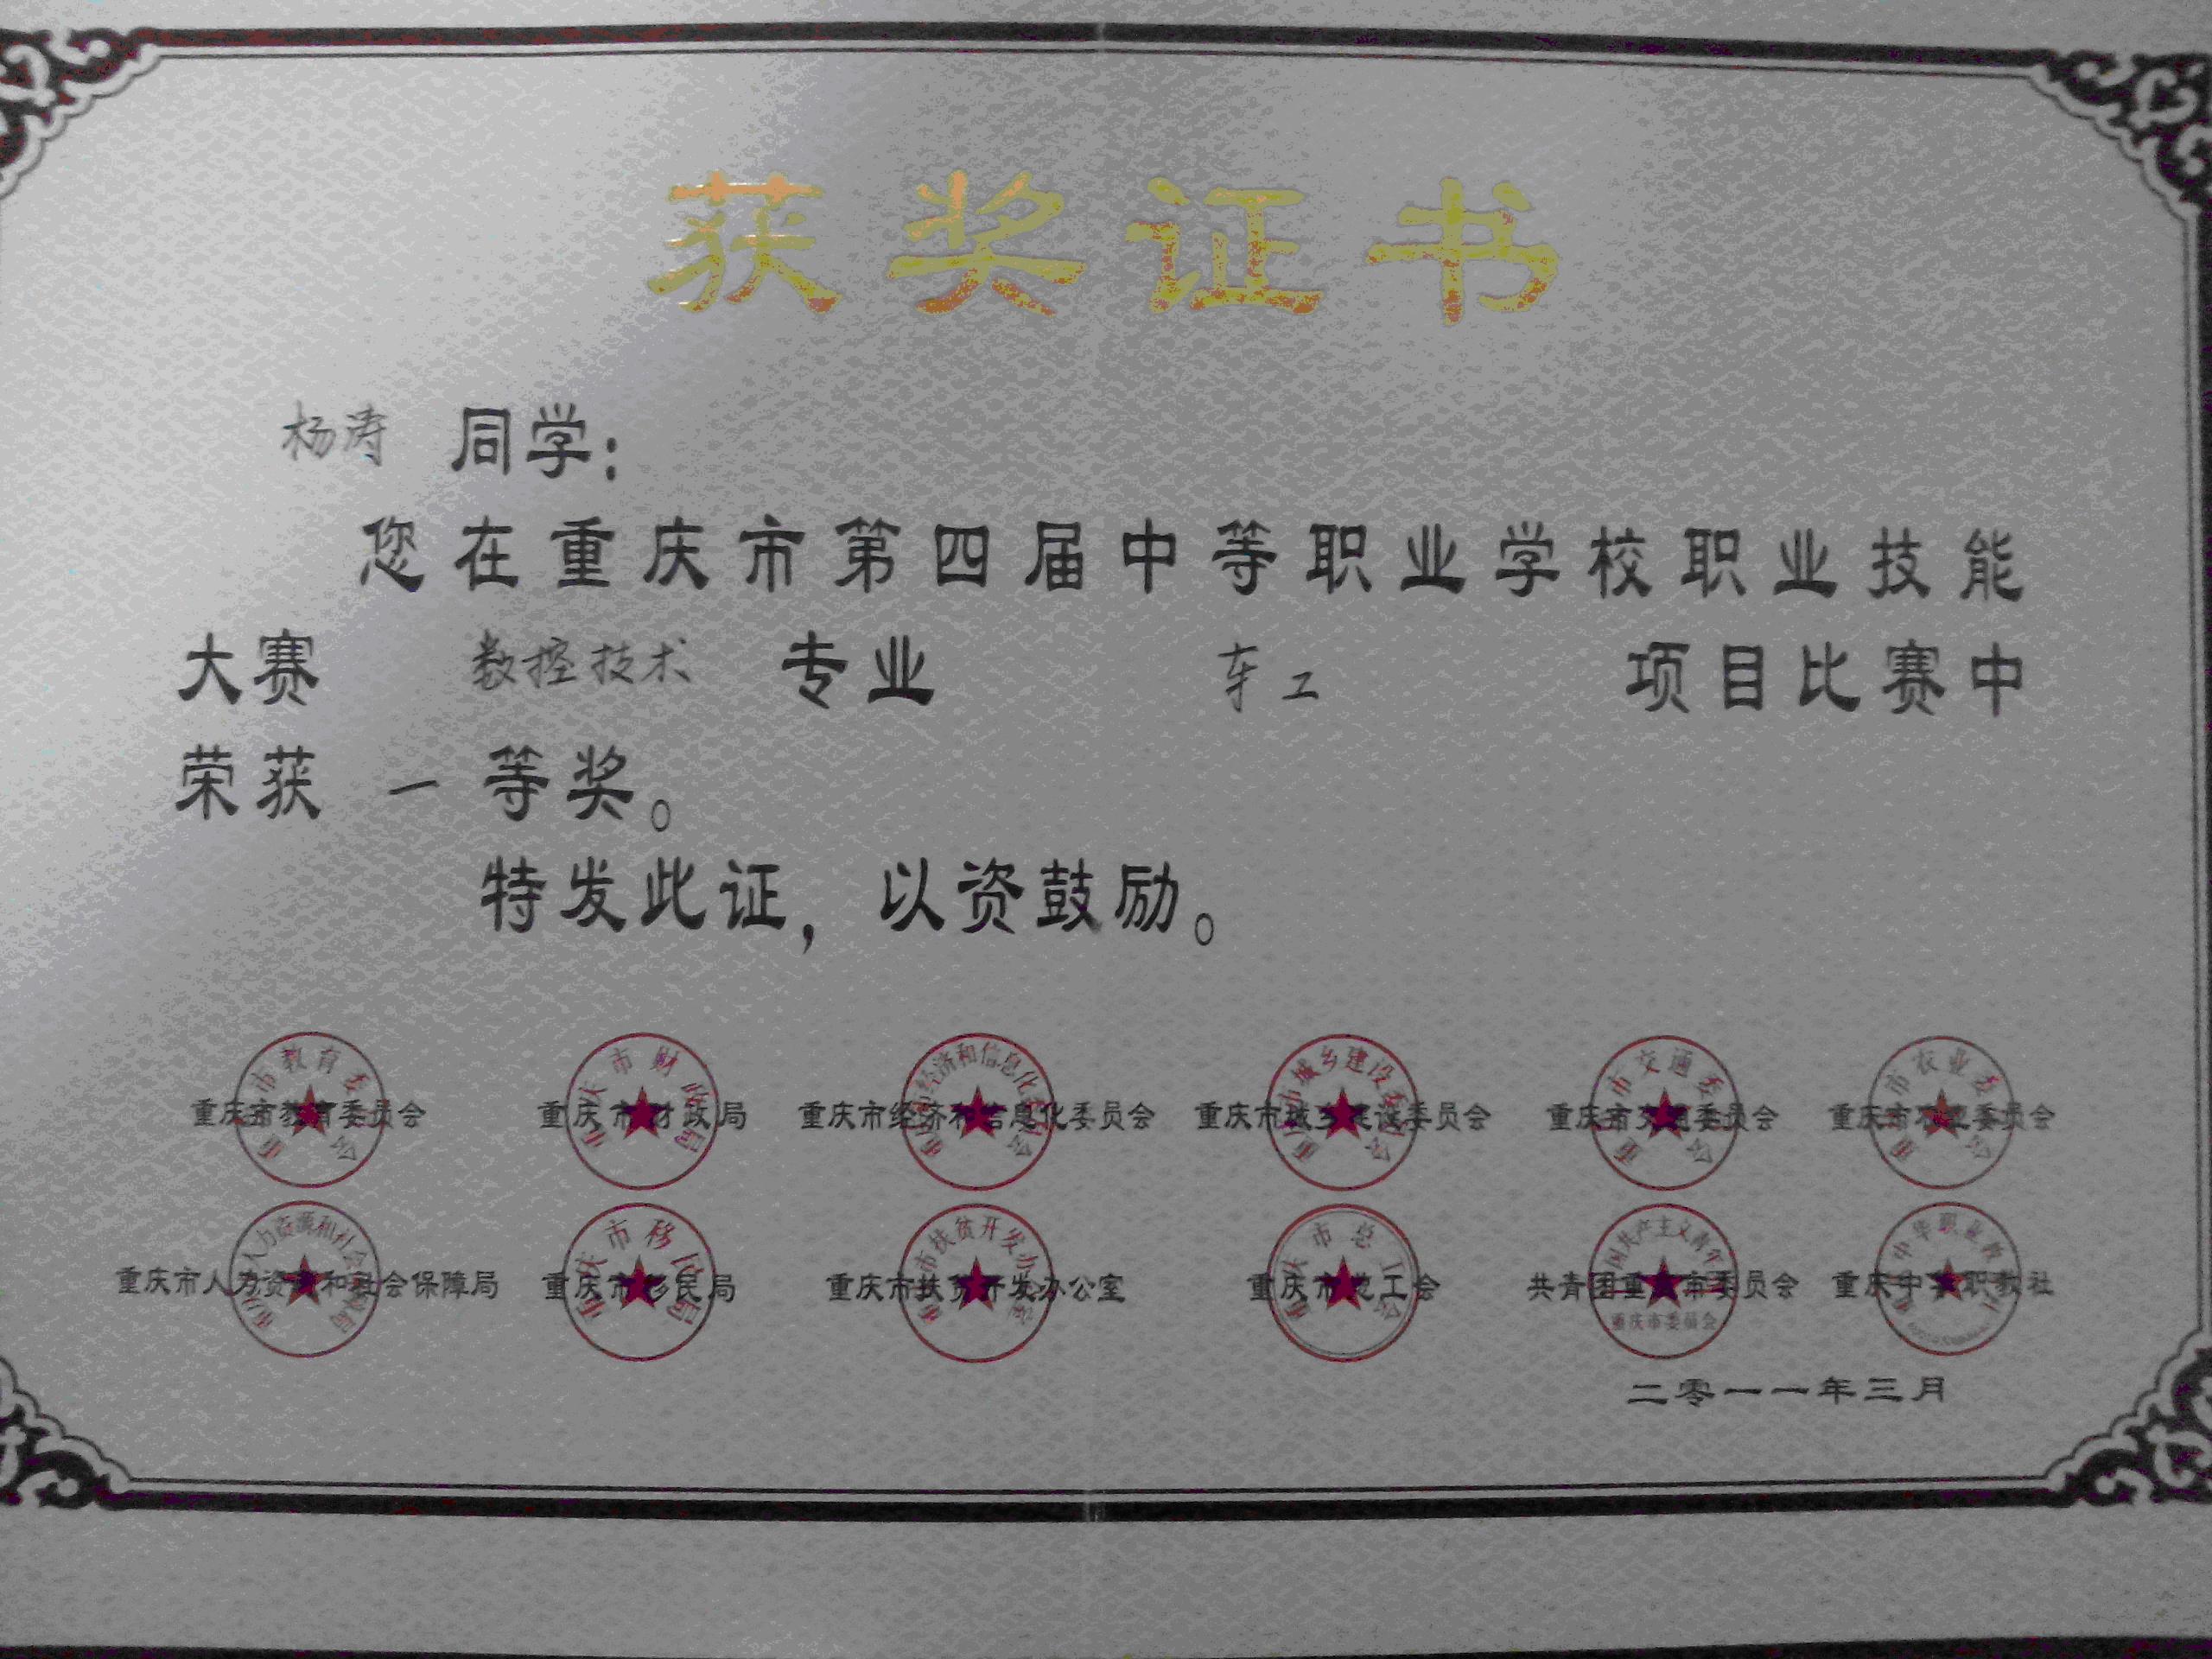 获奖证书
杨涛 同学:
您在重庆市第四届中等职业学校职业技能
大赛 数控技术 专业 车工 项目比赛中
荣获 一 等奖。
特发此证,以资鼓励。
重庆市教育委员会 重庆市财政局 重庆市经济和信息化委员会 重庆市城乡建设委员会 重庆市交通委员会 重庆市农业委员会
重庆市人力资源和社会保障局 重庆市移民局 重庆市扶贫开发办公室 重庆市总工会 共青团重庆市委员会 重庆中华职教社
二零一一年三月